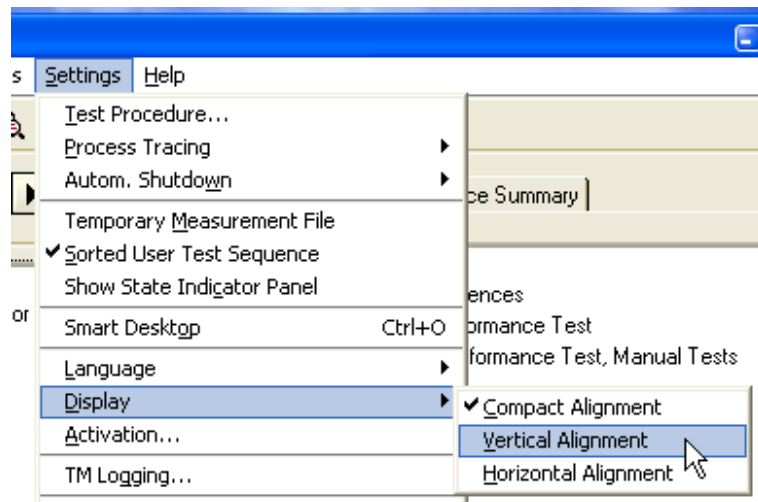 s Settings Help
Test Procedure...
Process Tracing
Autom. Shutdown
ce Summary
Temporary Measurement File
Sorted User Test Sequence
Show State Indicator Panel
ences
or
Smart Desktop Ctrl+O
ormance Test
formance Test, Manual Tests
Language
Display
Compact Alignment
Activation...
Vertical Alignment
TM Logging...
Horizontal Alignment